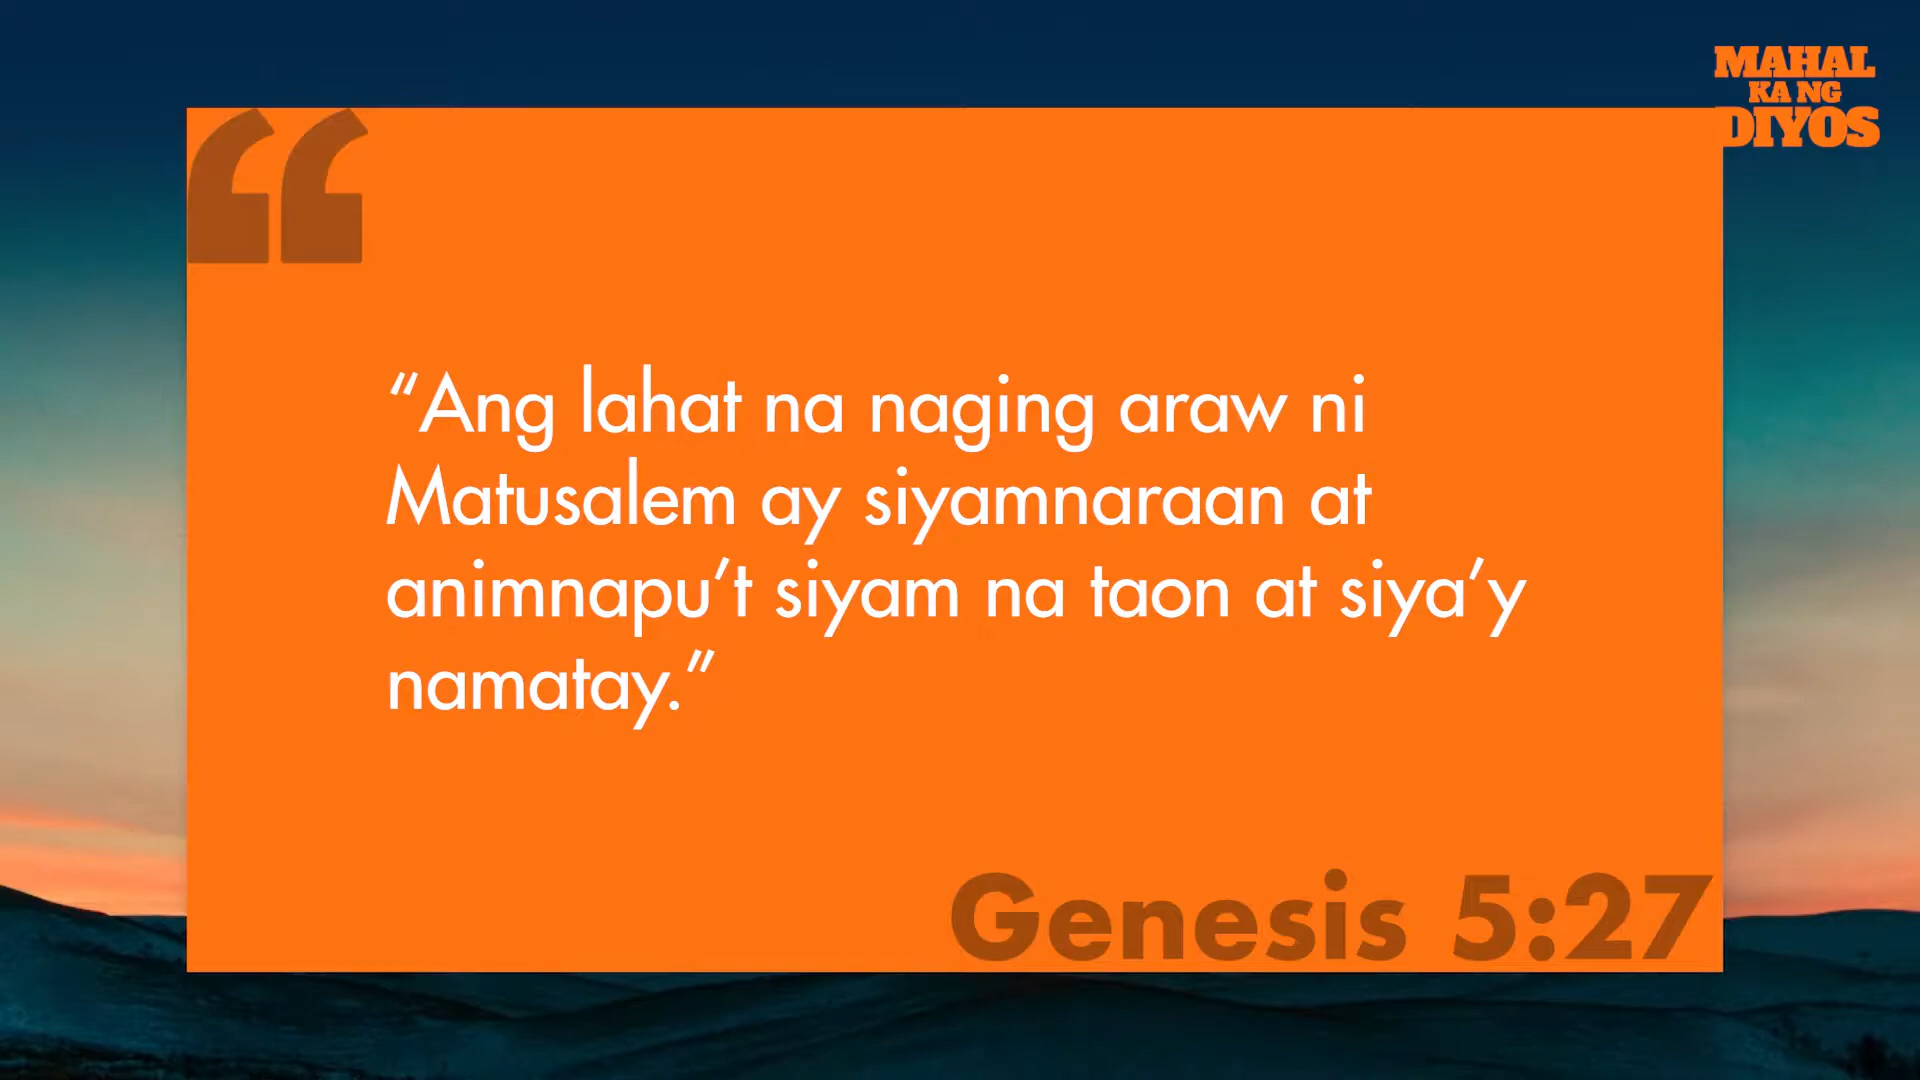 MAHAL
KA NG
DIYOS
“Ang lahat na naging araw ni
Matusalem ay siyamnaraan at
animnapu’t siyam na taon at siya’y
namatay.”
Genesis 5:27